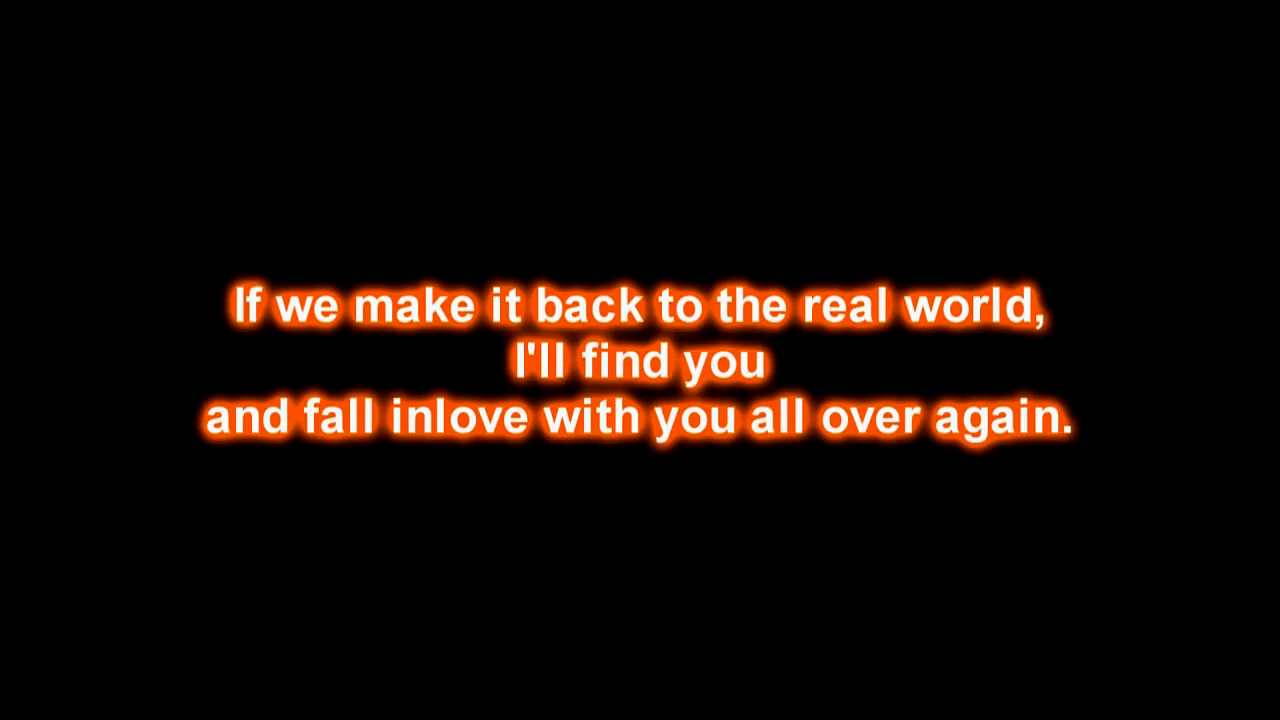 If we make it back to the real world,
I'll find you
and fall inlove with you all over again.